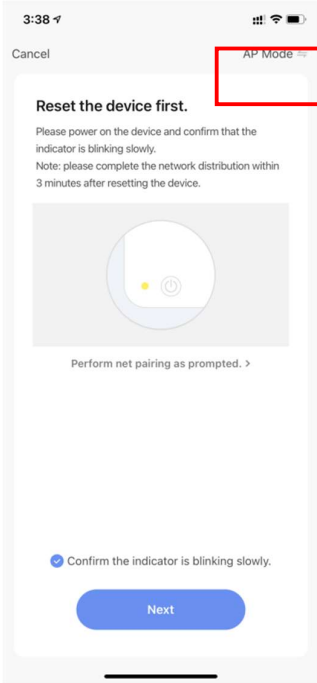 3:38
Cancel
AP Mode
Reset the device first.
Please power on the device and confirm that the
indicator is blinking slowly.
Note: please complete the network distribution within
3 minutes after resetting the device.
Perform net pairing as prompted. >
Confirm the indicator is blinking slowly.
Next